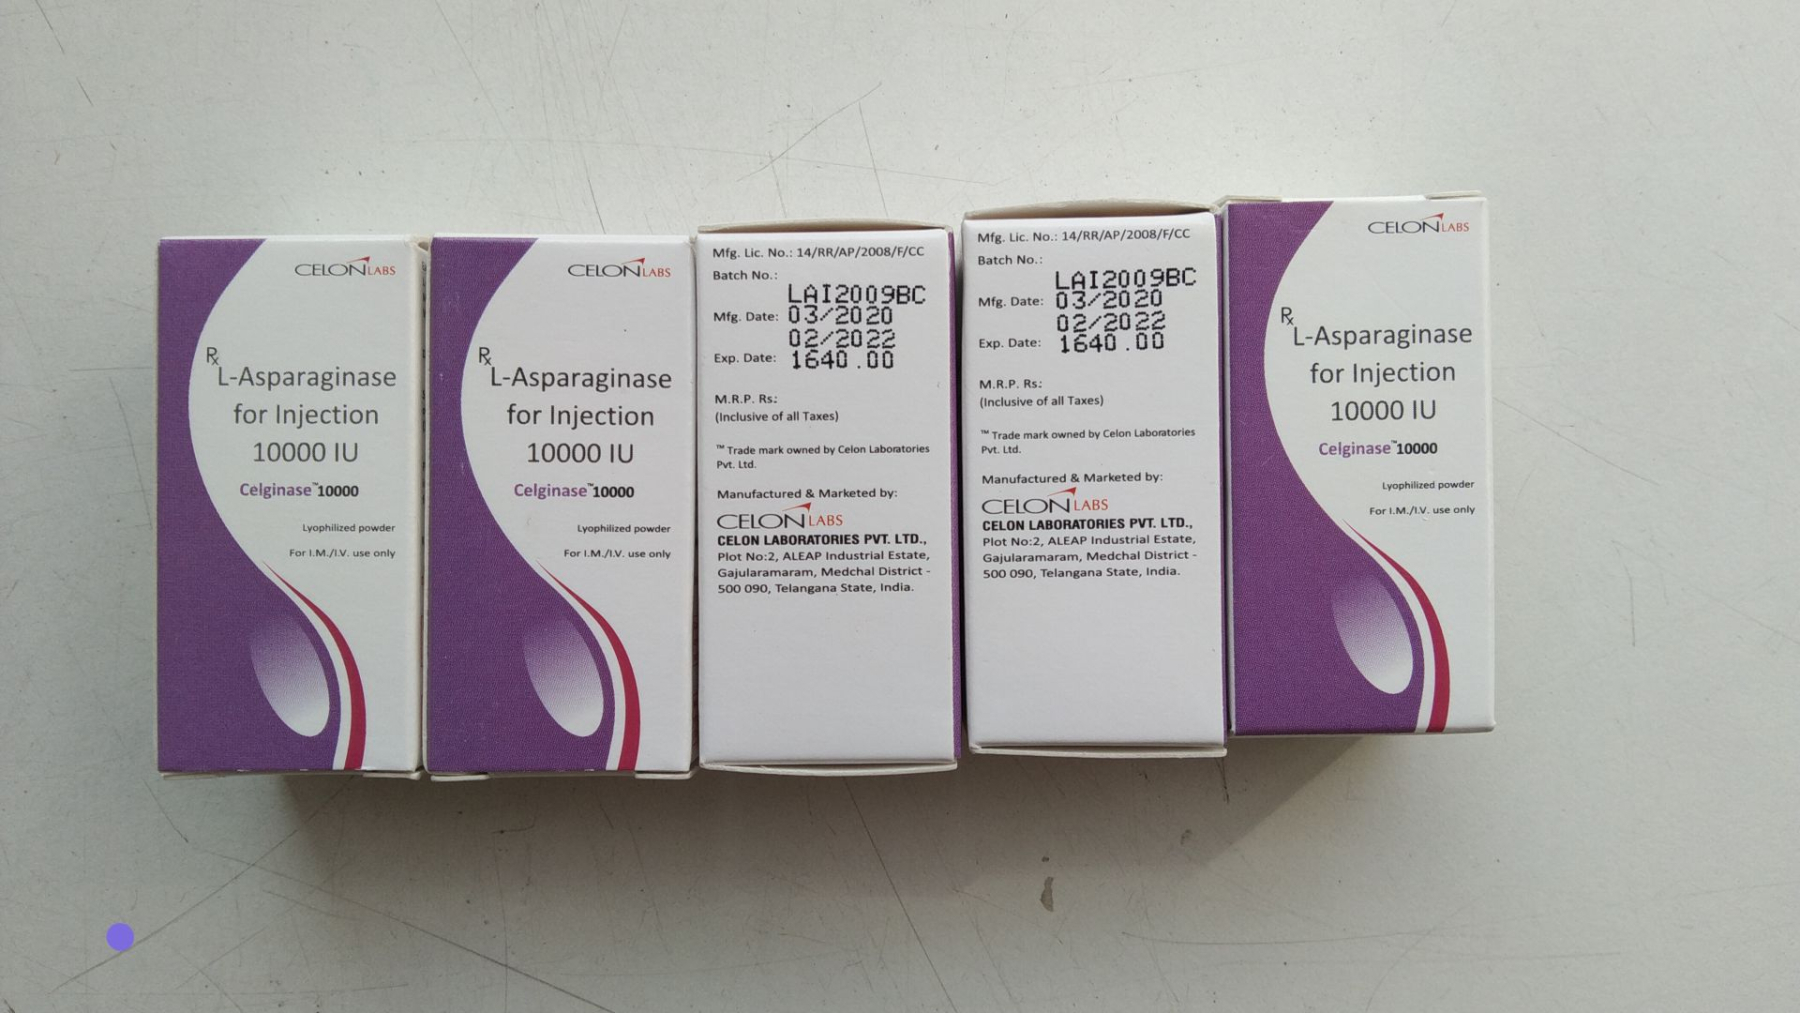 CELON LABS
Rx
L-Asparaginase
for Injection
10000 IU
Celginase™10000
Lyophilized powder
For I.M./I.V. use only
CELON LABS
Rx
L-Asparaginase
for Injection
10000 IU
Celginase™10000
Lyophilized powder
For I.M./I.V. use only
Mfg. Lic. No.: 14/RR/AP/2008/F/CC
Batch No.:
LAI2009BC
Mfg. Date: 03/2020
02/2022
Exp. Date: 1640.00
M.R.P. Rs:
(Inclusive of all Taxes)
™ Trade mark owned by Celon Laboratories
Pvt. Ltd.
Manufactured & Marketed by:
CELON LABS
CELON LABORATORIES PVT. LTD.,
Plot No:2, ALEAP Industrial Estate,
Gajularamaram, Medchal District -
500 090, Telangana State, India.
Mfg. Lic. No.: 14/RR/AP/2008/F/CC
Batch No.:
LAI2009BC
Mfg. Date: 03/2020
02/2022
Exp. Date: 1640.00
M.R.P. Rs:
(Inclusive of all Taxes)
™ Trade mark owned by Celon Laboratories
Pvt. Ltd.
Manufactured & Marketed by:
CELON LABS
CELON LABORATORIES PVT. LTD.,
Plot No:2, ALEAP Industrial Estate,
Gajularamaram, Medchal District -
500 090, Telangana State, India.
CELON LABS
Rx
L-Asparaginase
for Injection
10000 IU
Celginase™10000
Lyophilized powder
For I.M./I.V. use only